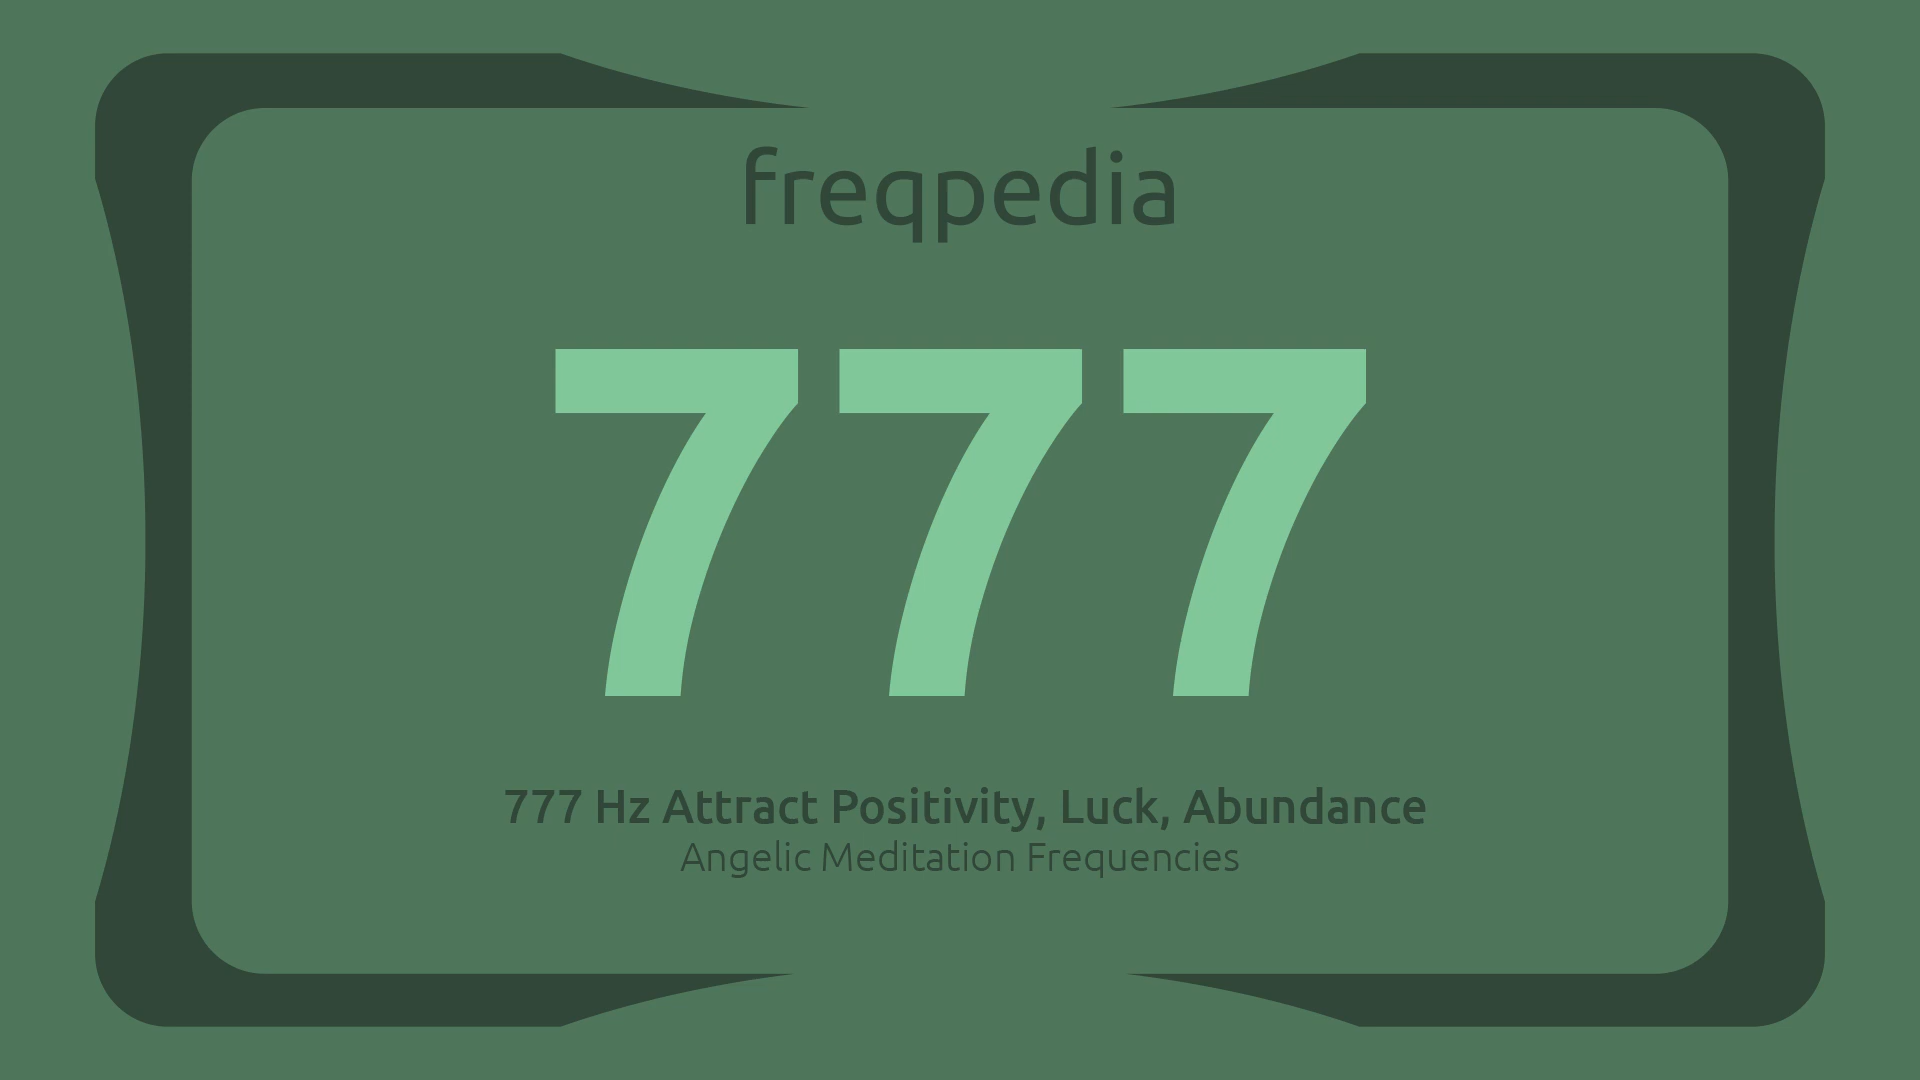 freqpedia
777
777 Hz Attract Positivity, Luck, Abundance
Angelic Meditation Frequencies